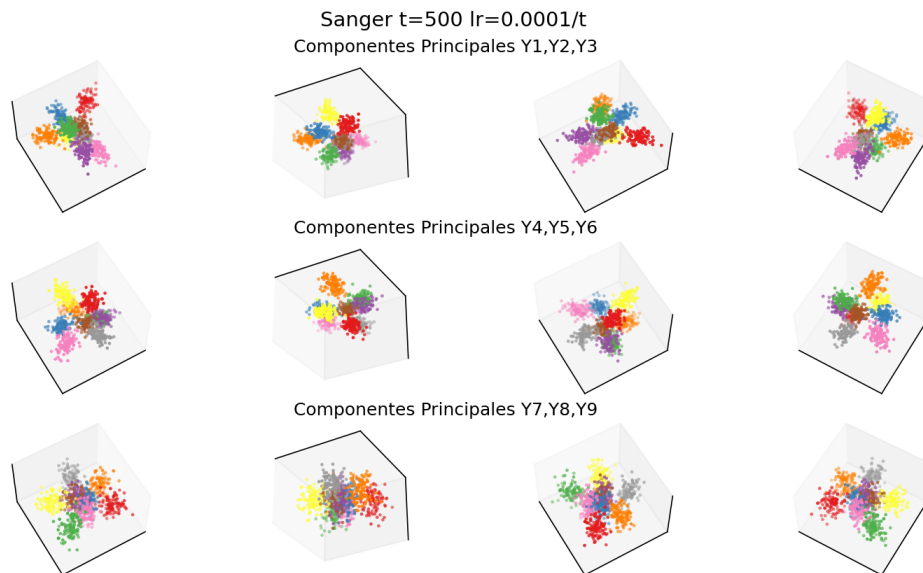 Sanger t=500 lr=0.0001/t
Componentes Principales Y1,Y2,Y3
Componentes Principales Y4,Y5,Y6
Componentes Principales Y7,Y8,Y9